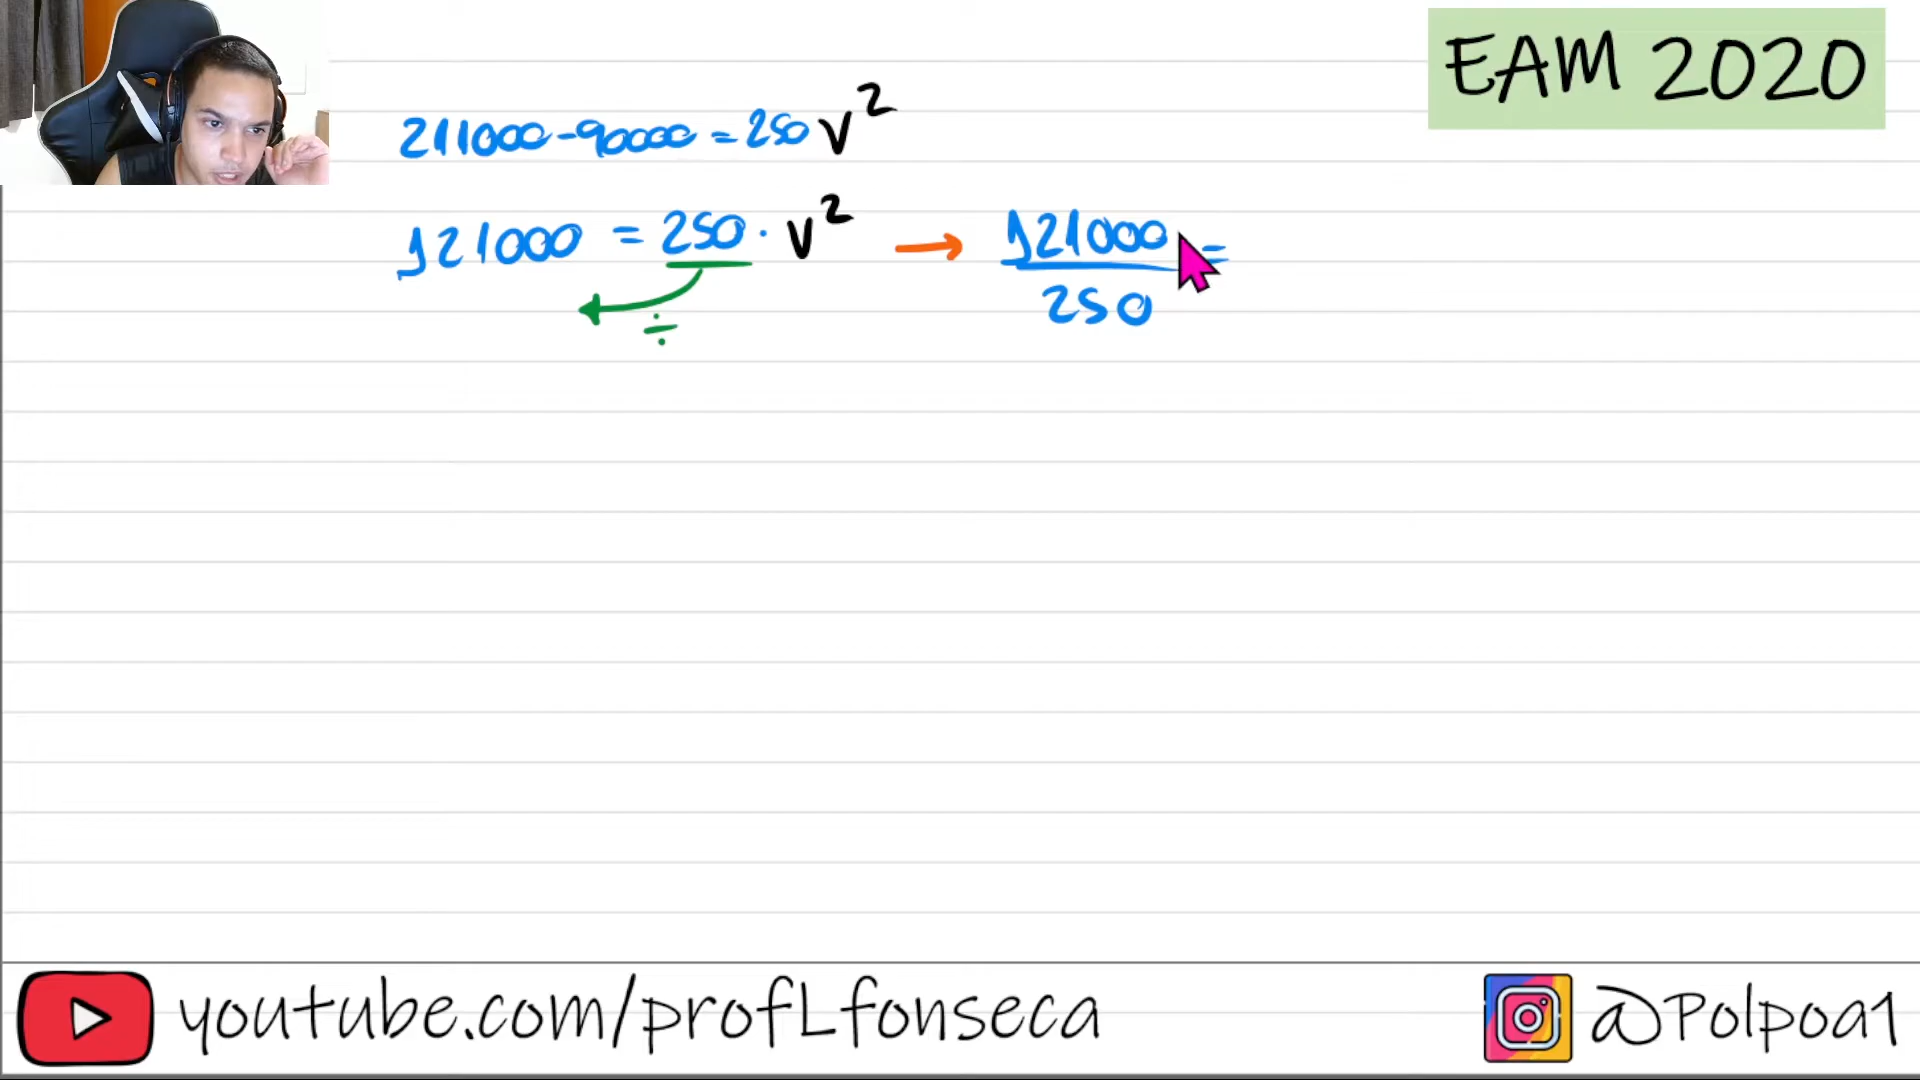 EAM 2020
211000-90000 = 250 V²
121000 = 250 · V² → 121000 =
250
÷
youtube.com/profLfonseca
@Polpoa1